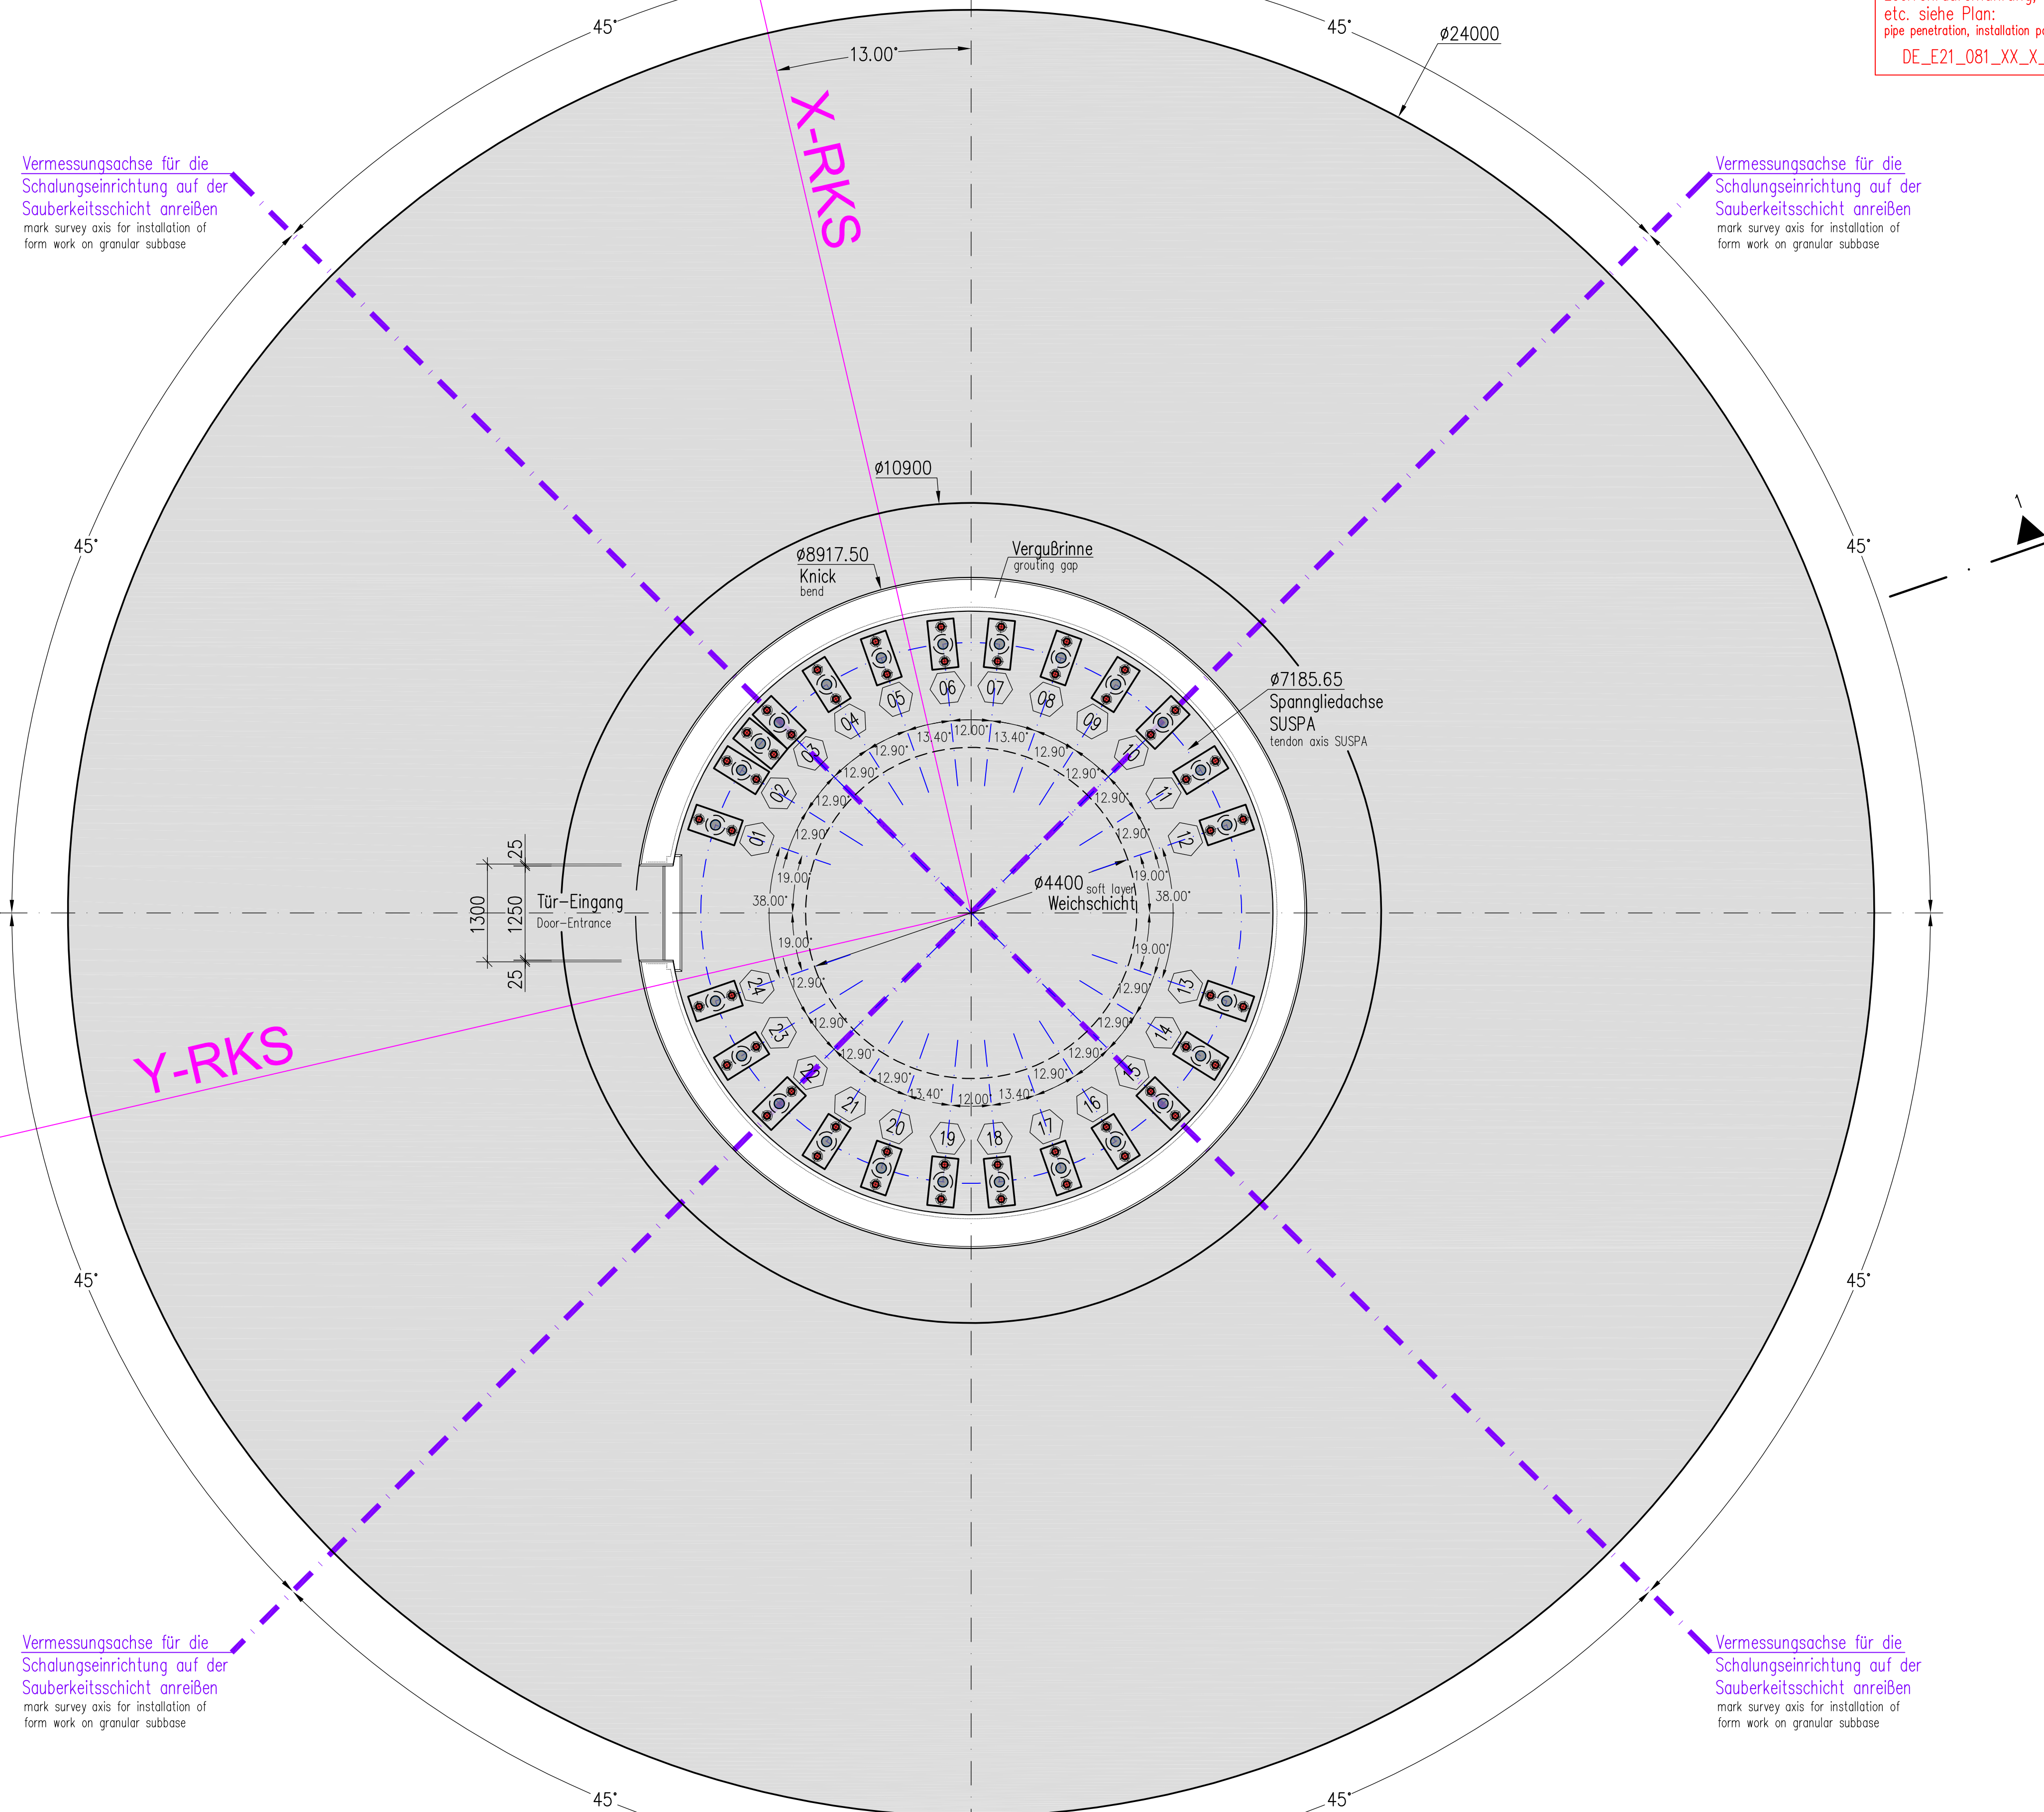 etc. siehe Plan:
pipe penetration, installation
DE_E21_081_XX_X_
45°
45°
ø24000
13.00°
X-RKS
Vermessungsachse für die
Schalungseinrichtung auf der
Sauberkeitsschicht anreißen
mark survey axis for installation of
form work on granular subbase
Vermessungsachse für die
Schalungseinrichtung auf der
Sauberkeitsschicht anreißen
mark survey axis for installation of
form work on granular subbase
ø10900
1
45°
45°
ø8917.50
Knick
bend
Vergußrinne
grouting gap
ø7185.65
Spanngliedachse
SUSPA
tendon axis SUSPA
01
02
03
04
05
06
07
08
09
10
11
12
12.90°
12.90°
12.90°
12.90°
13.40°
12.00°
13.40°
12.90°
12.90°
12.90°
12.90°
19.00°
38.00°
19.00°
19.00°
38.00°
19.00°
ø4400 soft layer
Weichschicht
25
1300
1250
25
Tür-Eingang
Door-Entrance
12.90°
12.90°
12.90°
12.90°
13.40°
12.00°
13.40°
12.90°
12.90°
12.90°
12.90°
24
23
22
21
20
19
18
17
16
15
14
13
Y-RKS
45°
45°
Vermessungsachse für die
Schalungseinrichtung auf der
Sauberkeitsschicht anreißen
mark survey axis for installation of
form work on granular subbase
Vermessungsachse für die
Schalungseinrichtung auf der
Sauberkeitsschicht anreißen
mark survey axis for installation of
form work on granular subbase
45°
45°